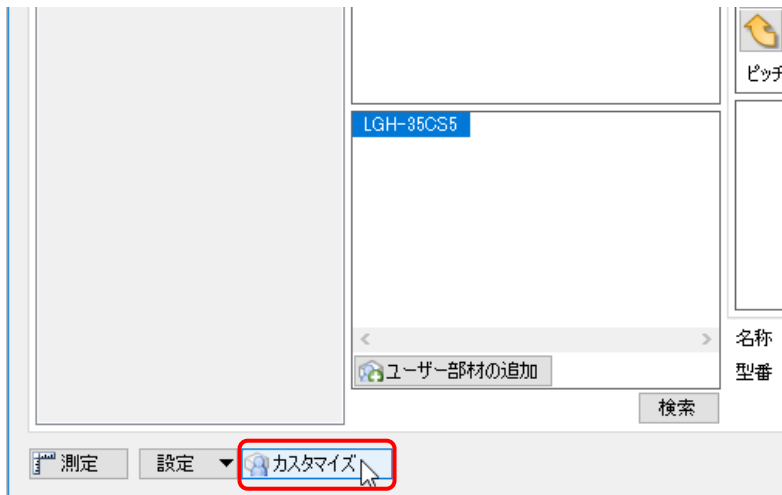 ピッチ
LGH-35CS5
名称
ユーザー部材の追加
型番
検索
測定
設定
カスタマイズ